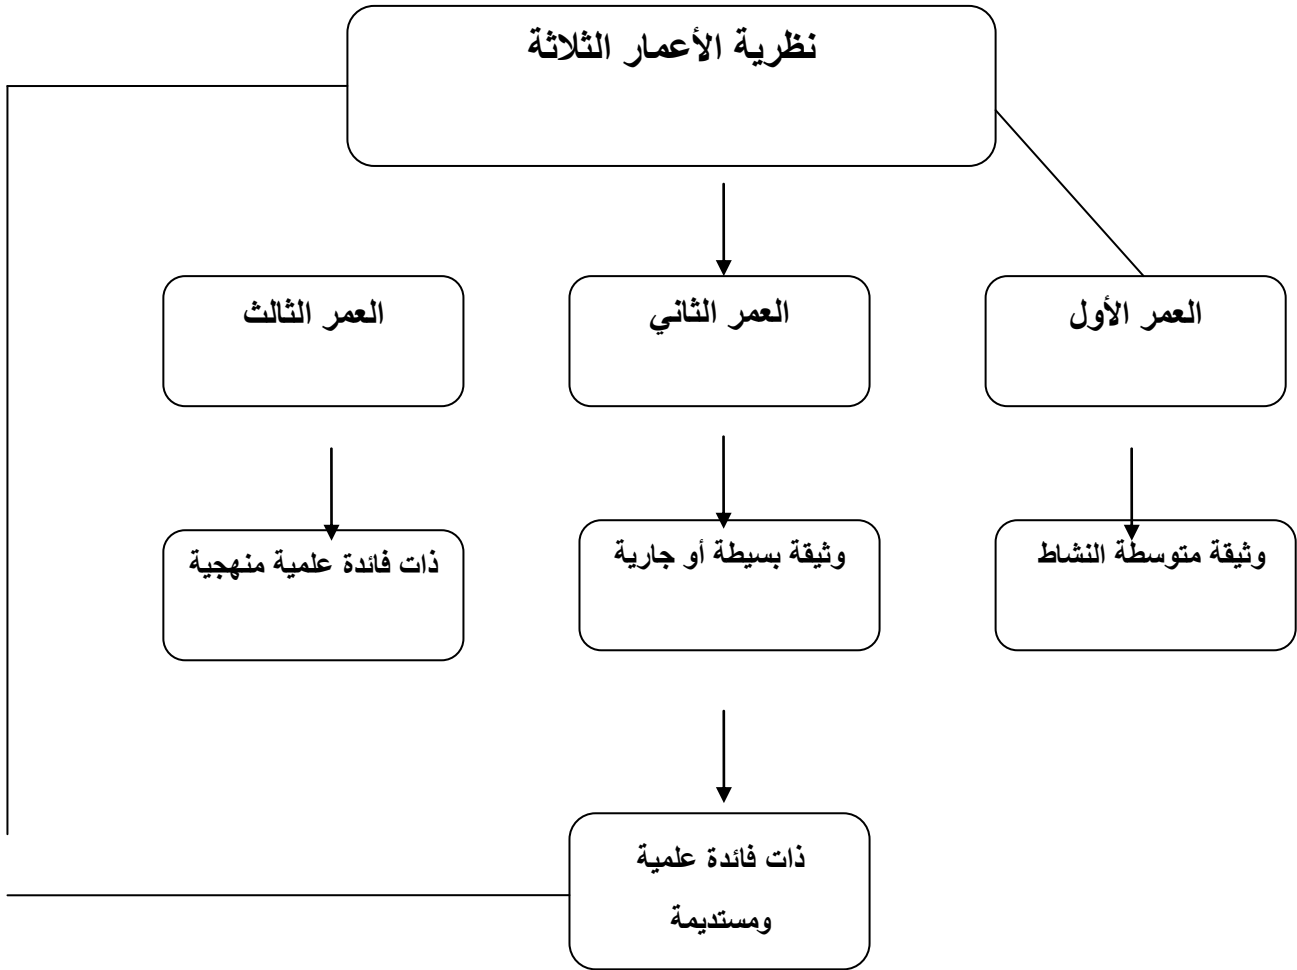 نظرية الأعمار الثلاثة
العمر الأول
العمر الثاني
العمر الثالث
وثيقة متوسطة النشاط
وثيقة بسيطة أو جارية
ذات فائدة علمية منهجية
ذات فائدة علمية
ومستديمة